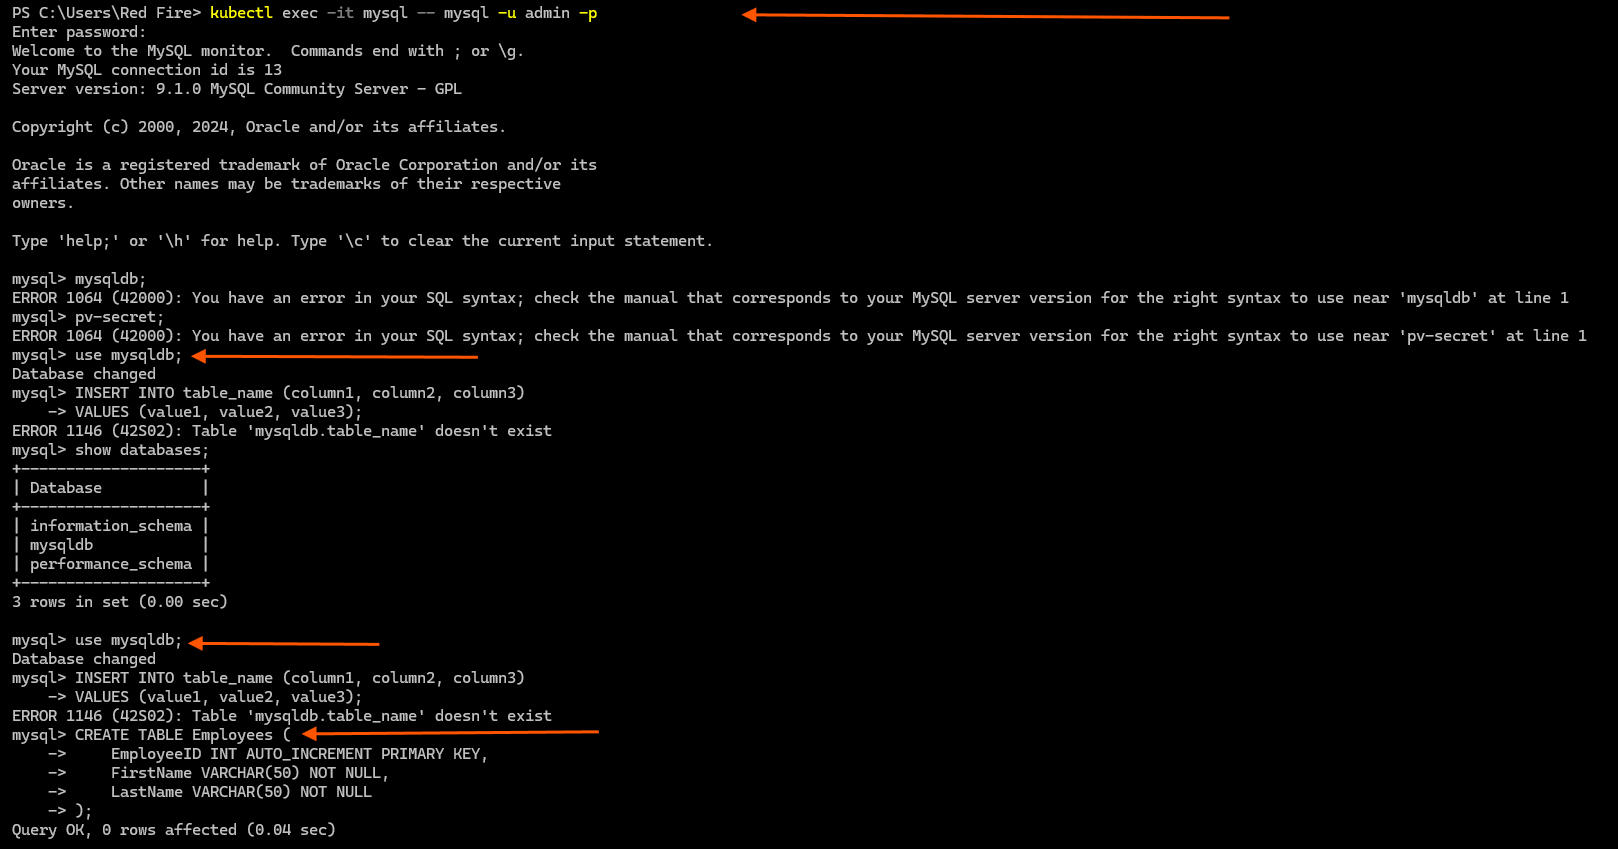 PS C:\Users\Red Fire> kubectl exec -it mysql -- mysql -u admin -p
Enter password:
Welcome to the MySQL monitor.  Commands end with ; or \g.
Your MySQL connection id is 13
Server version: 9.1.0 MySQL Community Server - GPL
Copyright (c) 2000, 2024, Oracle and/or its affiliates.
Oracle is a registered trademark of Oracle Corporation and/or its
affiliates. Other names may be trademarks of their respective
owners.
Type 'help;' or '\h' for help. Type '\c' to clear the current input statement.
mysql> mysqldb;
ERROR 1064 (42000): You have an error in your SQL syntax; check the manual that corresponds to your MySQL server version for the right syntax to use near 'mysqldb' at line 1
mysql> pv-secret;
ERROR 1064 (42000): You have an error in your SQL syntax; check the manual that corresponds to your MySQL server version for the right syntax to use near 'pv-secret' at line 1
mysql> use mysqldb;
Database changed
mysql> INSERT INTO table_name (column1, column2, column3)
    -> VALUES (value1, value2, value3);
ERROR 1146 (42S02): Table 'mysqldb.table_name' doesn't exist
mysql> show databases;
+--------------------+
| Database           |
+--------------------+
| information_schema |
| mysqldb            |
| performance_schema |
+--------------------+
3 rows in set (0.00 sec)
mysql> use mysqldb;
Database changed
mysql> INSERT INTO table_name (column1, column2, column3)
    -> VALUES (value1, value2, value3);
ERROR 1146 (42S02): Table 'mysqldb.table_name' doesn't exist
mysql> CREATE TABLE Employees (
    ->     EmployeeID INT AUTO_INCREMENT PRIMARY KEY,
    ->     FirstName VARCHAR(50) NOT NULL,
    ->     LastName VARCHAR(50) NOT NULL
    -> );
Query OK, 0 rows affected (0.04 sec)